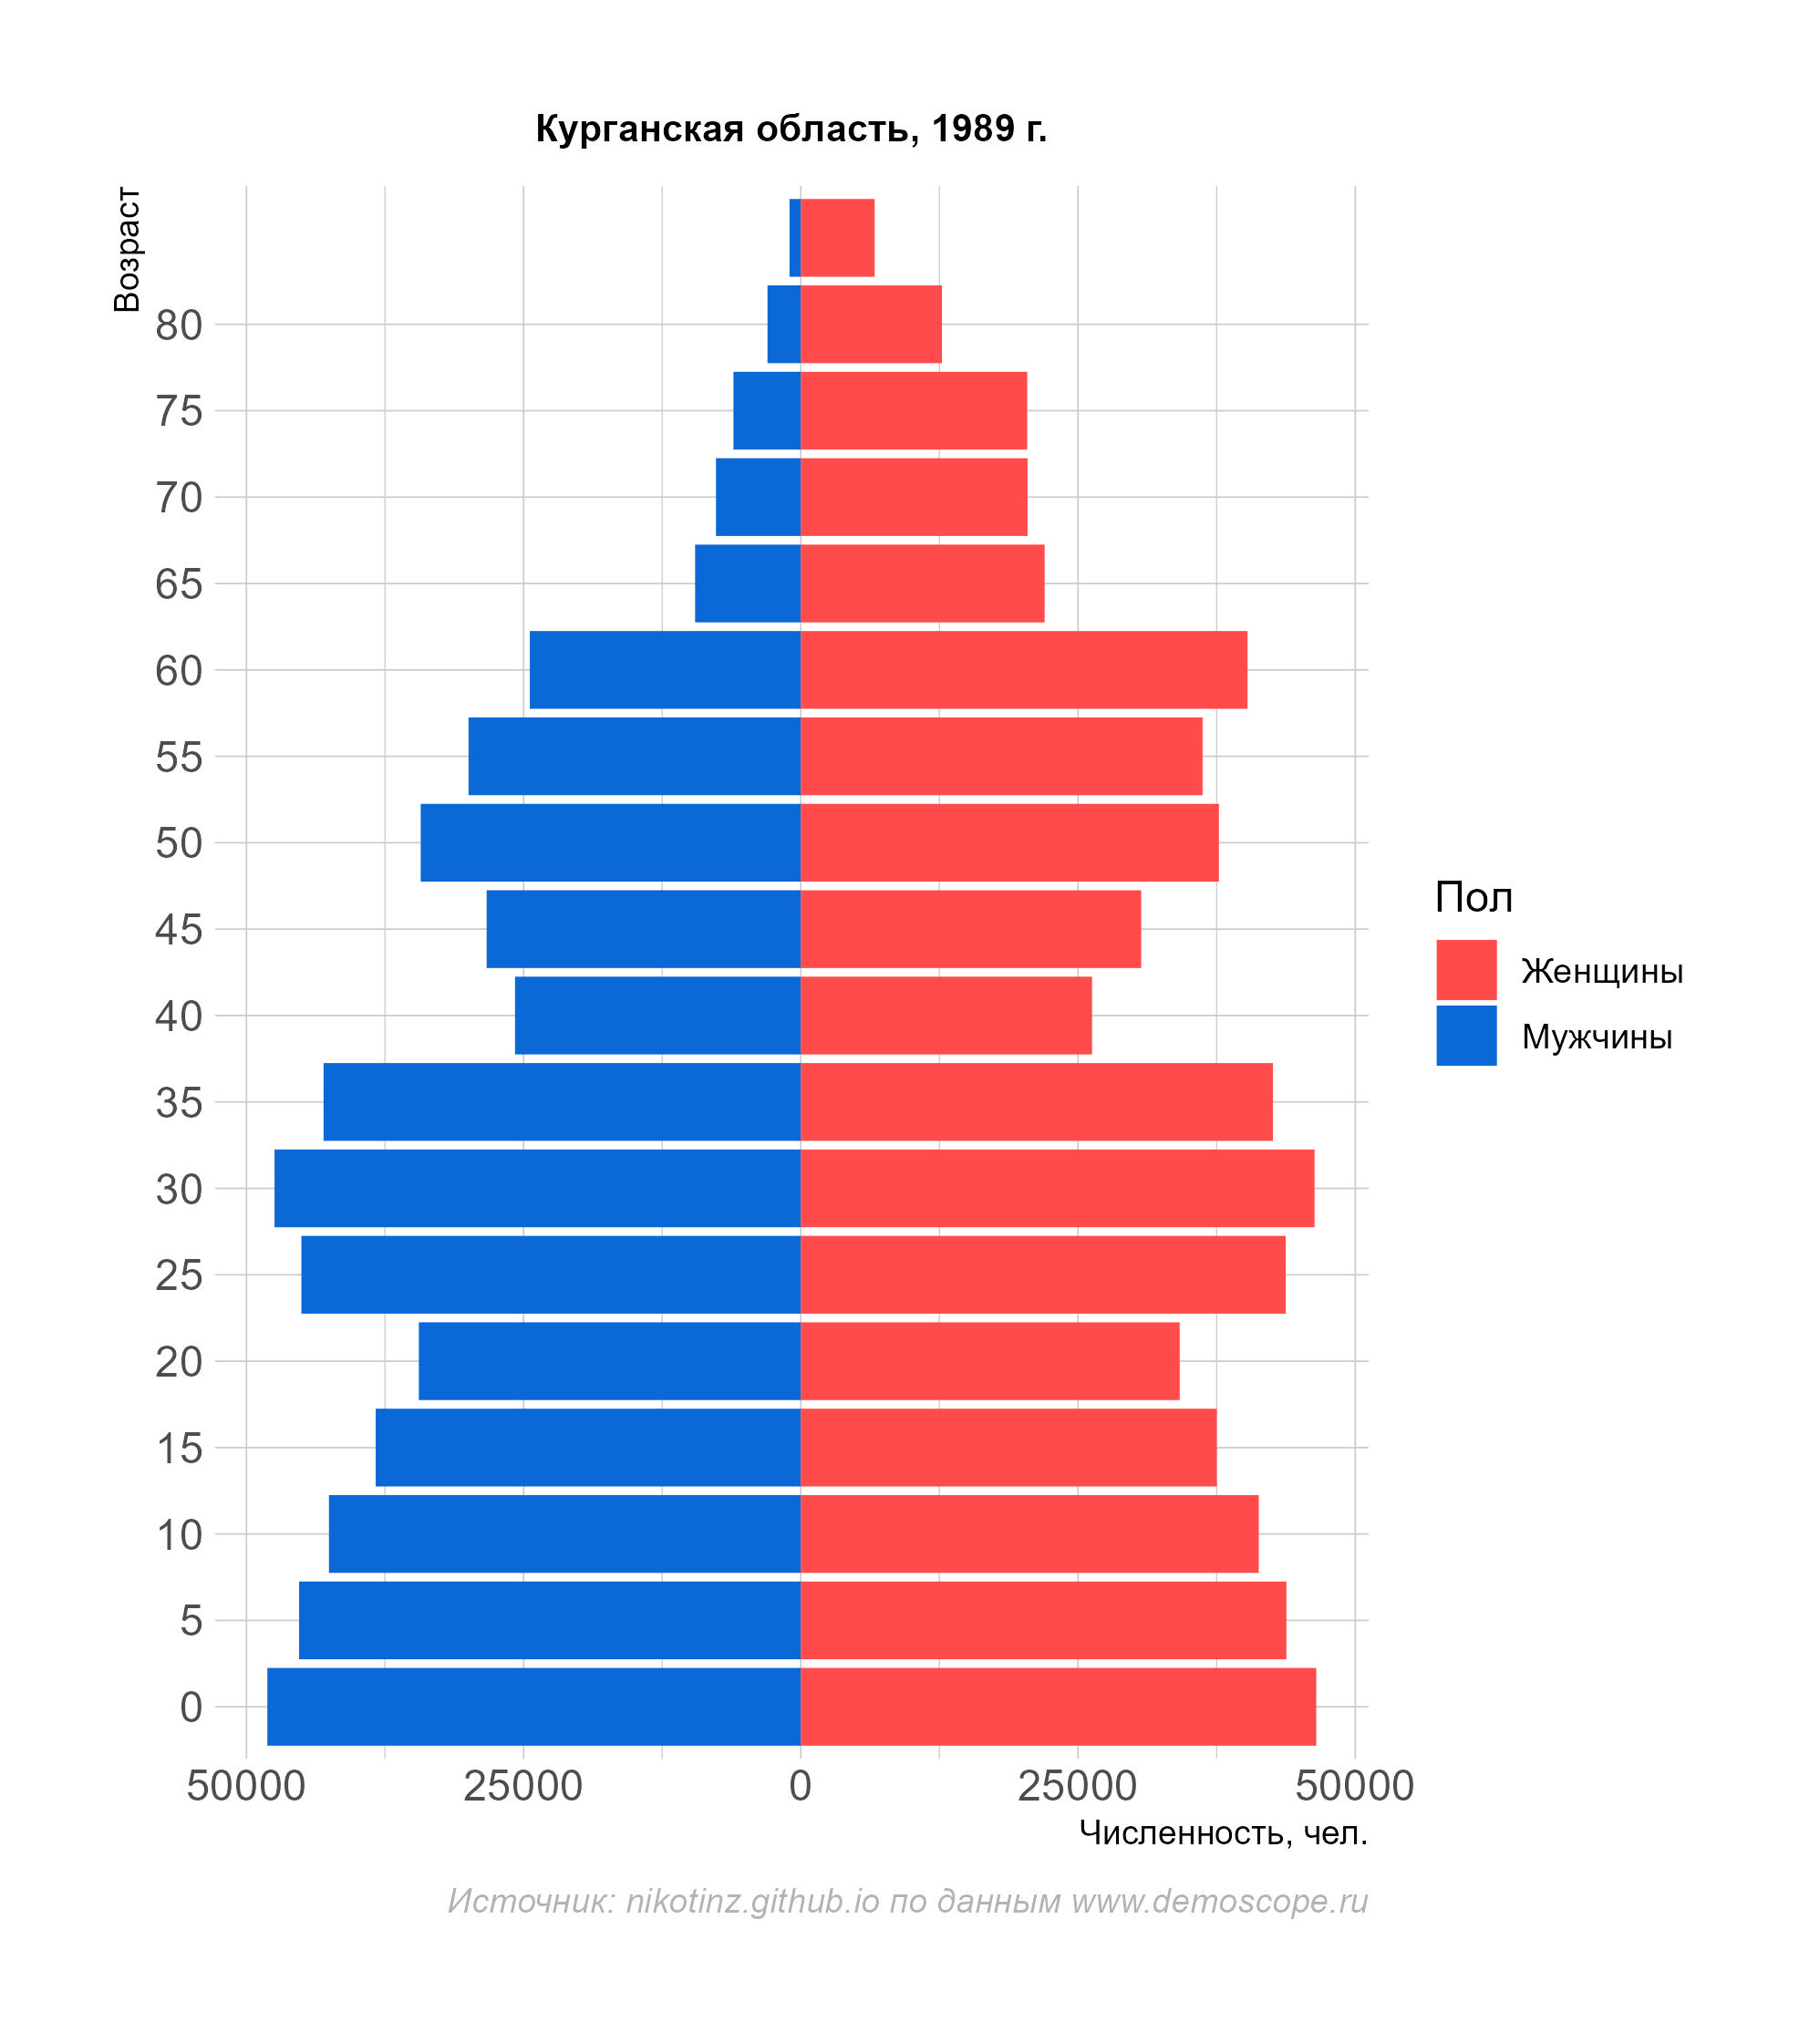 Курганская область, 1989 г.
Возраст
80
75
70
65
60
55
50
45
40
35
30
25
20
15
10
5
0
50000 25000 0 25000 50000
Численность, чел.
Пол
Женщины
Мужчины
Источник: nikotinz.github.io по данным www.demoscope.ru